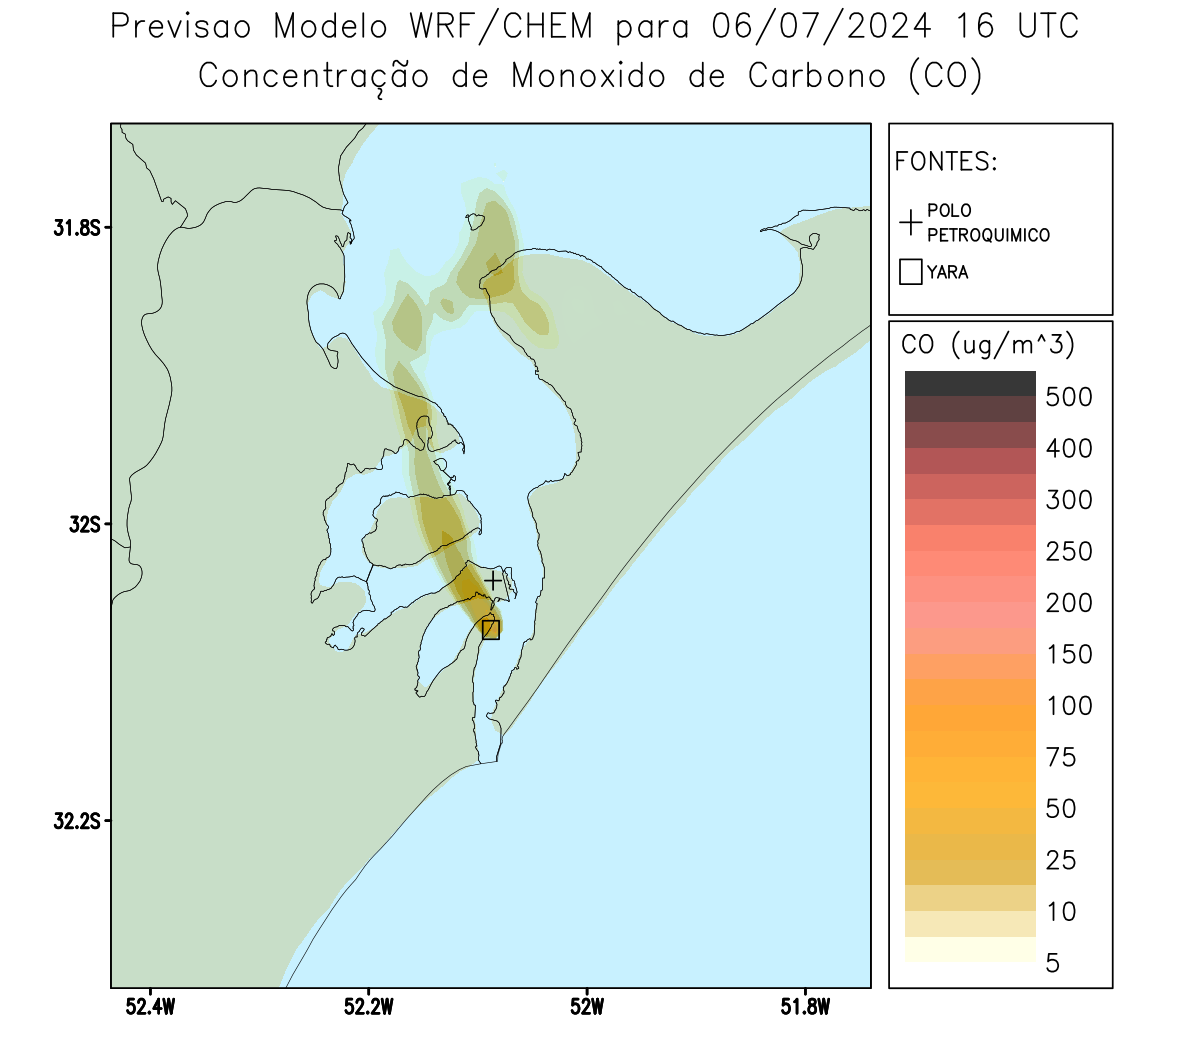 Previsao Modelo WRF/CHEM para 06/07/2024 16 UTC
Concentração de Monoxido de Carbono (CO)
FONTES:
POLO
PETROQUIMICO
YARA
CO (ug/m^3)
500
400
300
250
200
150
100
75
50
25
10
5
31.8S
32S
32.2S
52.4W
52.2W
52W
51.8W